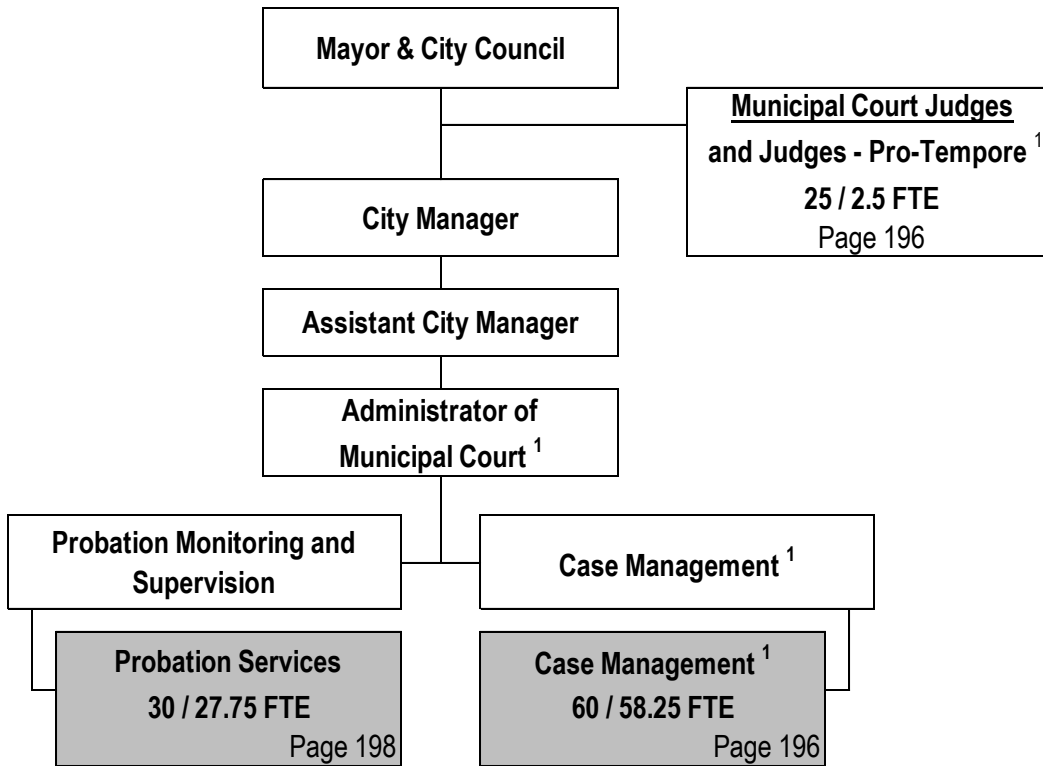 Mayor & City Council
Municipal Court Judges
and Judges - Pro-Tempore 1
25 / 2.5 FTE
Page 196
City Manager
Assistant City Manager
Administrator of
Municipal Court 1
Probation Monitoring and
Supervision
Case Management 1
Probation Services
30 / 27.75 FTE
Page 198
Case Management 1
60 / 58.25 FTE
Page 196